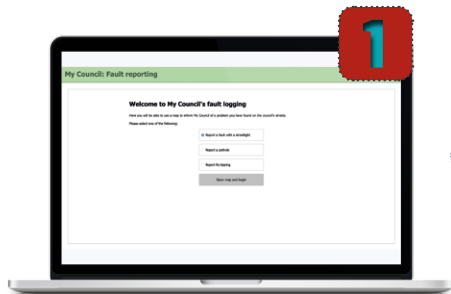 1
My Council: Fault reporting
Welcome to My Council's fault logging
Here you will be able to use a map to inform My Council of a problem you have found on the council's streets.
Please select one of the following:
Report a fault with a streetlight
Report a pothole
Report fly-tipping
Open map and login